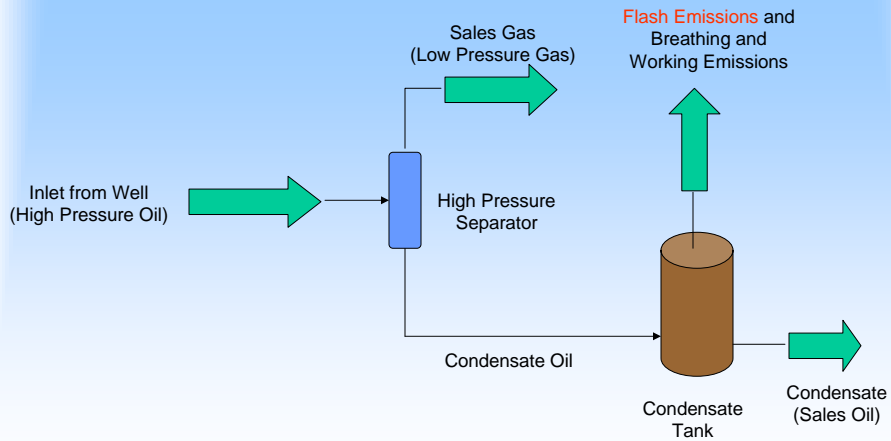 Flash Emissions and
Breathing and
Working Emissions
Sales Gas
(Low Pressure Gas)
Inlet from Well
(High Pressure Oil)
High Pressure
Separator
Condensate Oil
Condensate
Tank
Condensate
(Sales Oil)